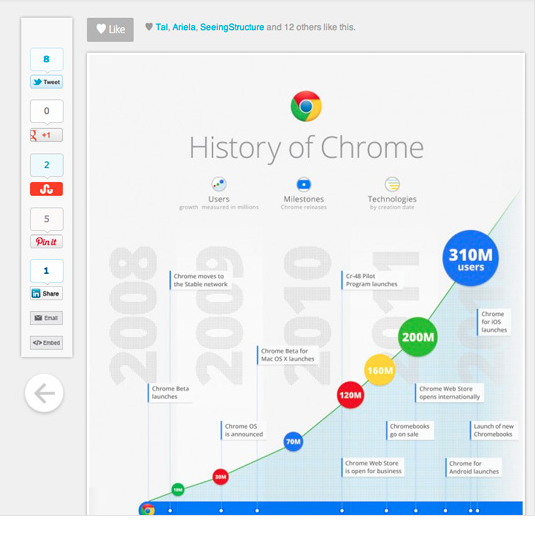 Like
Tal, Ariela, SeeingStructure and 12 others like this.
8
Tweet
0
+1
2
5
Pin it
1
in Share
Email
</> Embed
History of Chrome
Users
growth measured in millions
Milestones
Chrome releases
Technologies
by creation date
2008
2009
2010
2011
310M
users
Chrome moves to
the Stable network
Cr-48 Pilot
Program launches
Chrome
for iOS
launches
200M
Chrome Beta for
Mac OS X launches
160M
Chrome Beta
launches
120M
Chrome Web Store
opens internationally
Chrome OS
is announced
70M
Chromebooks
go on sale
Launch of new
Chromebooks
Chrome Web Store
is open for business
Chrome for
Android launches
30M
10M